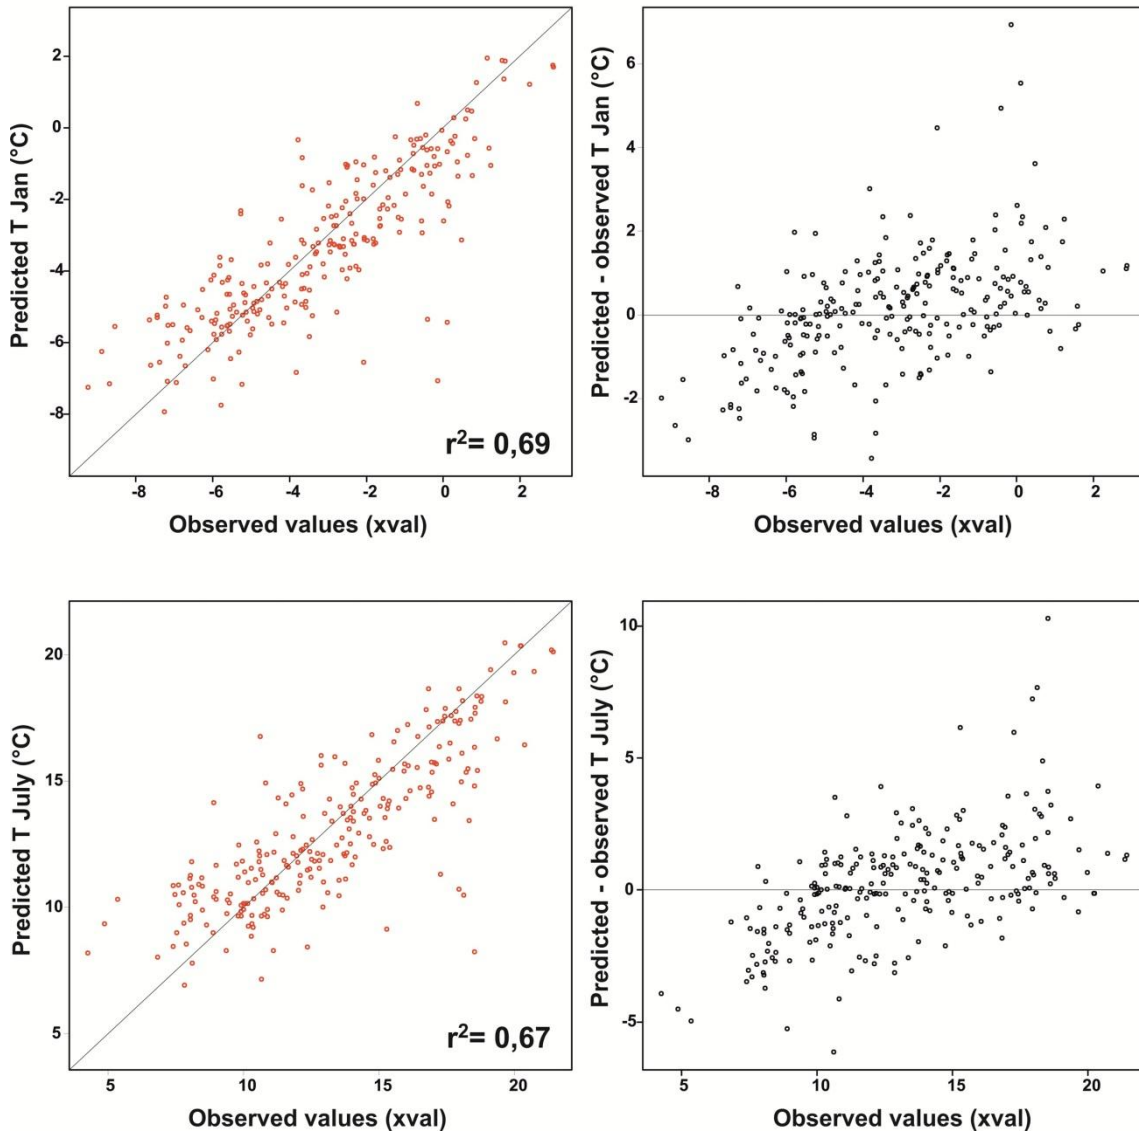 Predicted T Jan (°C)
2
0
-2
-4
-6
-8
r²= 0,69
-8 -6 -4 -2 0 2
Observed values (xval)
Predicted - observed T Jan (°C)
6
4
2
0
-2
-8 -6 -4 -2 0 2
Observed values (xval)
Predicted T July (°C)
20
15
10
5
r²= 0,67
5 10 15 20
Observed values (xval)
Predicted - observed T July (°C)
10
5
0
-5
5 10 15 20
Observed values (xval)